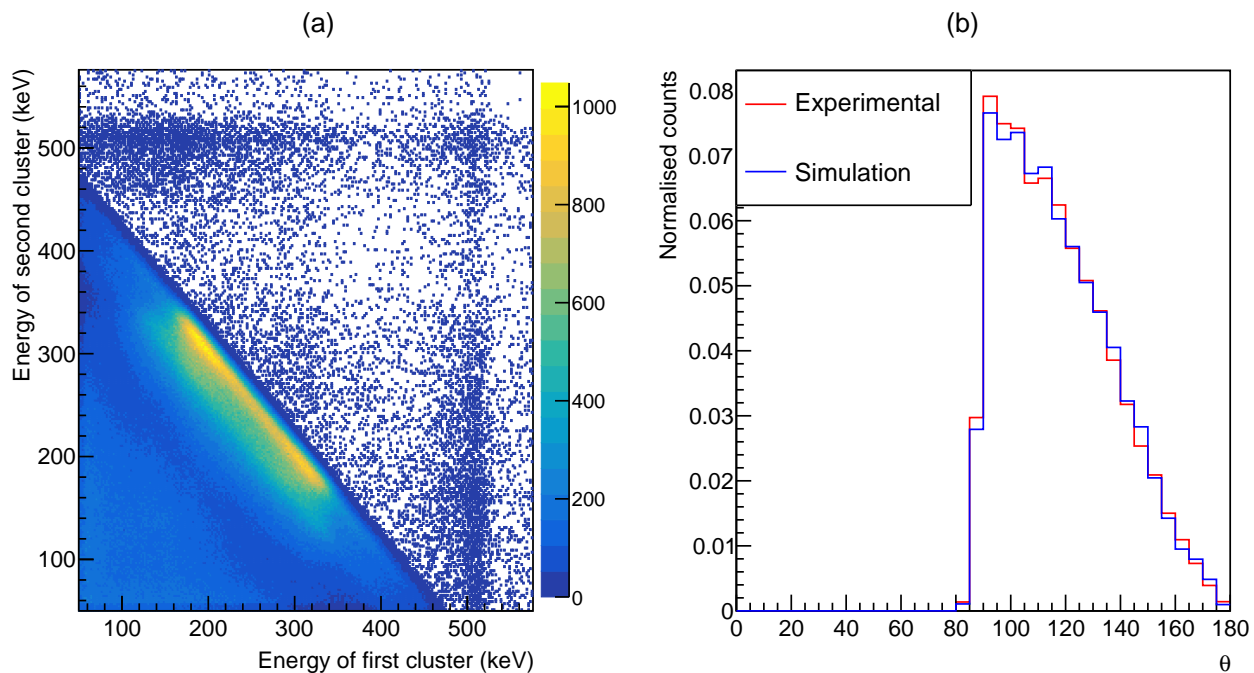 (a)
(b)
Energy of second cluster (keV)
500
400
300
200
100
100 200 300 400 500
Energy of first cluster (keV)
1000
800
600
400
200
0
Normalised counts
0.08
0.07
0.06
0.05
0.04
0.03
0.02
0.01
0
Experimental
Simulation
0 20 40 60 80 100 120 140 160 180
θ